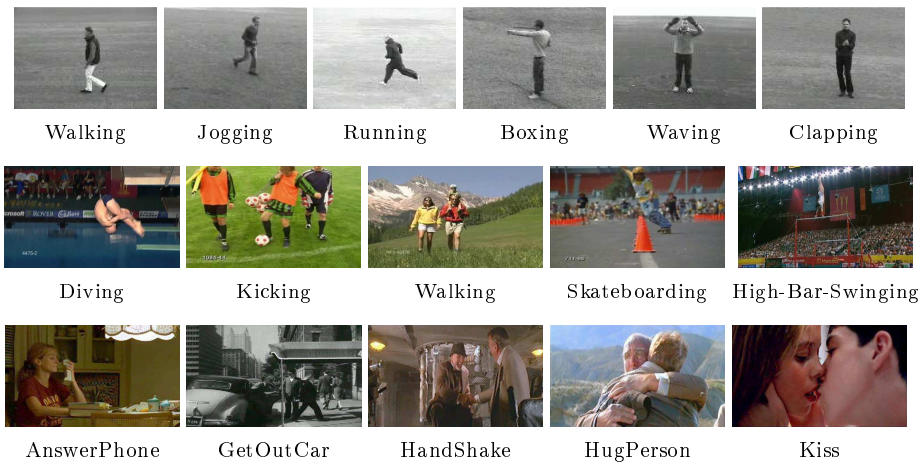 Walking Jogging Running Boxing Waving Clapping
Diving Kicking Walking Skateboarding High-Bar-Swinging
AnswerPhone GetOutCar HandShake HugPerson Kiss